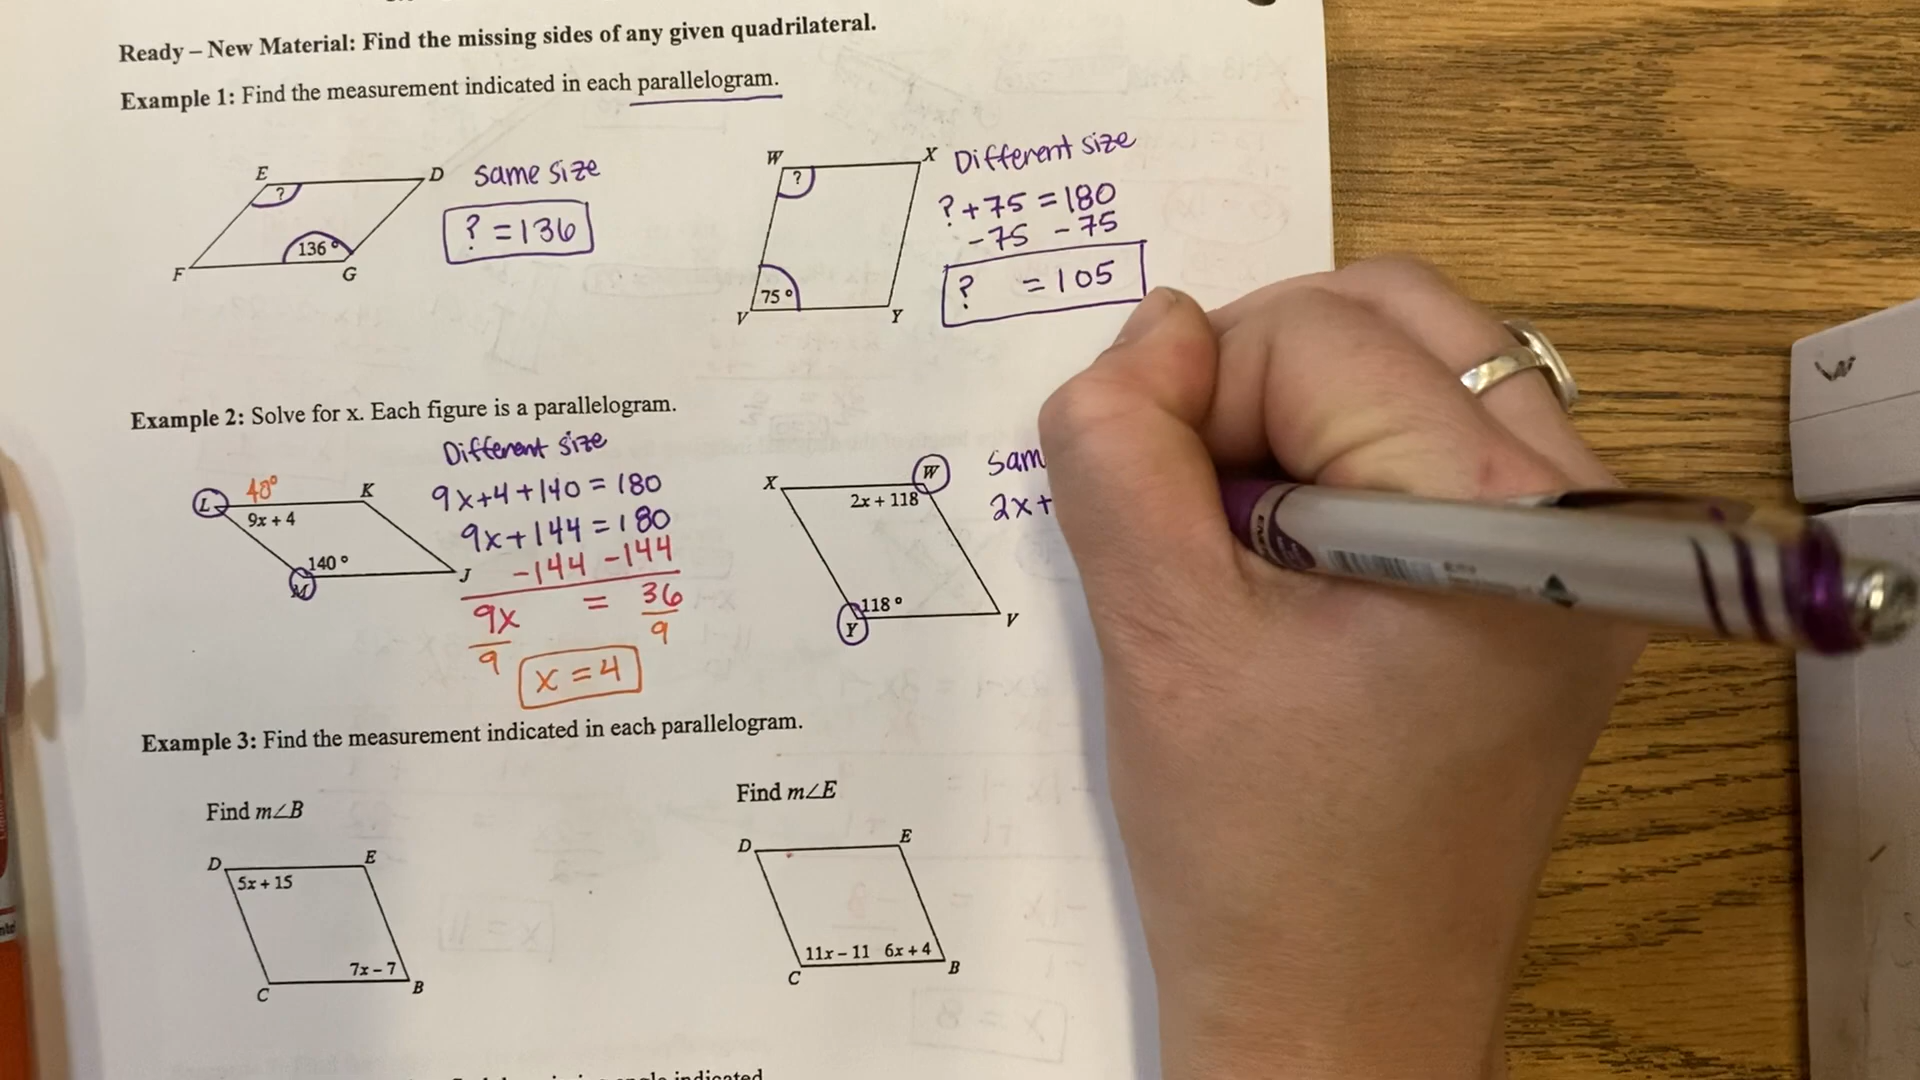 Ready – New Material: Find the missing sides of any given quadrilateral.
Example 1: Find the measurement indicated in each parallelogram.
E
D
?
136°
F
G
Same size
? = 136
W
X
?
75°
V
Y
Different size
? + 75 = 180
- 75 - 75
? = 105
Example 2: Solve for x. Each figure is a parallelogram.
Different size
L
40°
K
9x + 4
140°
M
J
9x + 4 + 140 = 180
9x + 144 = 180
- 144 - 144
9x = 36
9 9
x = 4
X
W
2x + 118
118°
Y
V
Sam
2x +
Example 3: Find the measurement indicated in each parallelogram.
Find m∠B
D
E
5x + 15
7x – 7
C
B
Find m∠E
D
E
11x – 11 6x + 4
C
B
indicated